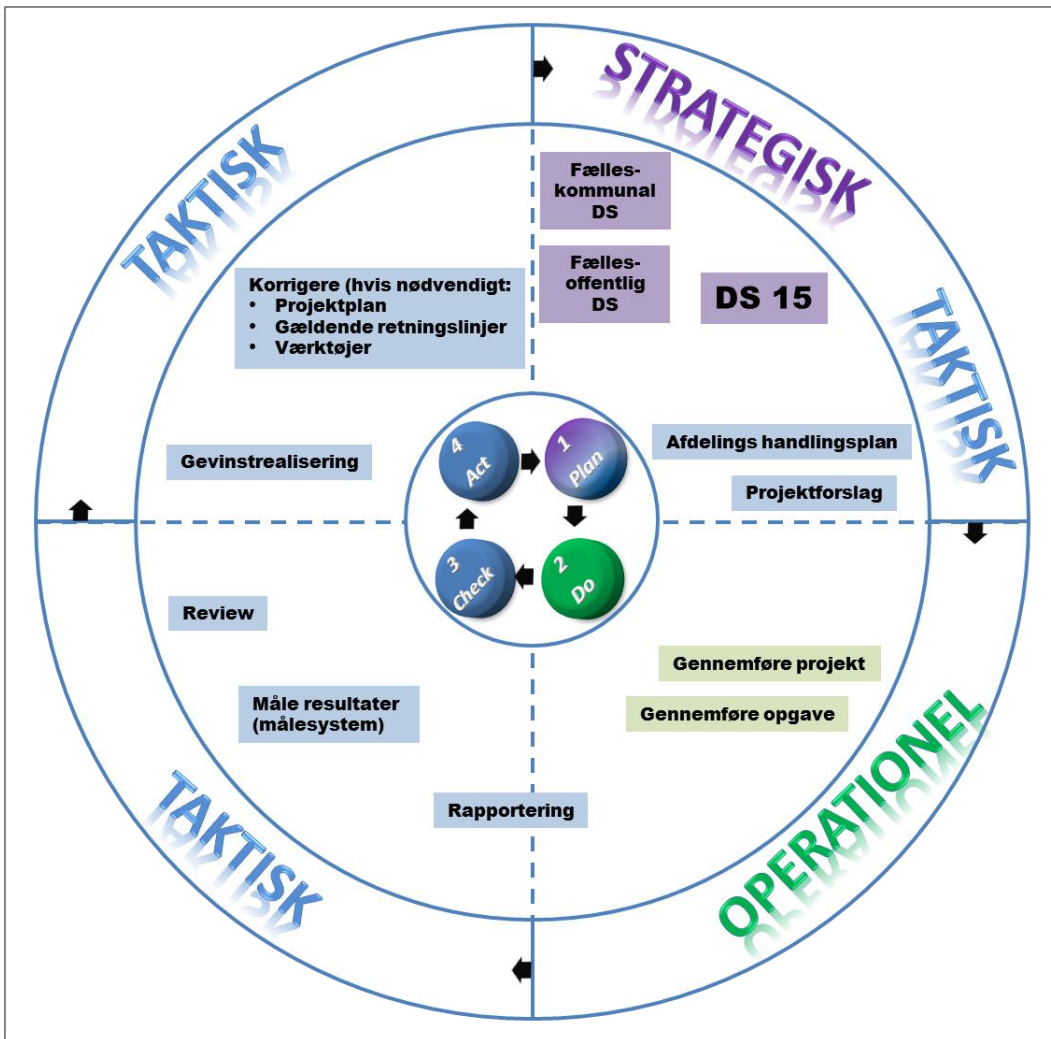 STRATEGISK
TAKTISK
TAKTISK
Fælles-
kommunal
DS
Fælles-
offentlig
DS
DS 15
Korrigere (hvis nødvendigt:
• Projektplan
• Gældende retningslinjer
• Værktøjer
Afdelings handlingsplan
Gevinstrealisering
Projektforslag
4
Act
1
Plan
3
Check
2
Do
Review
Gennemføre projekt
Måle resultater
(målesystem)
Gennemføre opgave
Rapportering
TAKTISK
OPERATIONEL